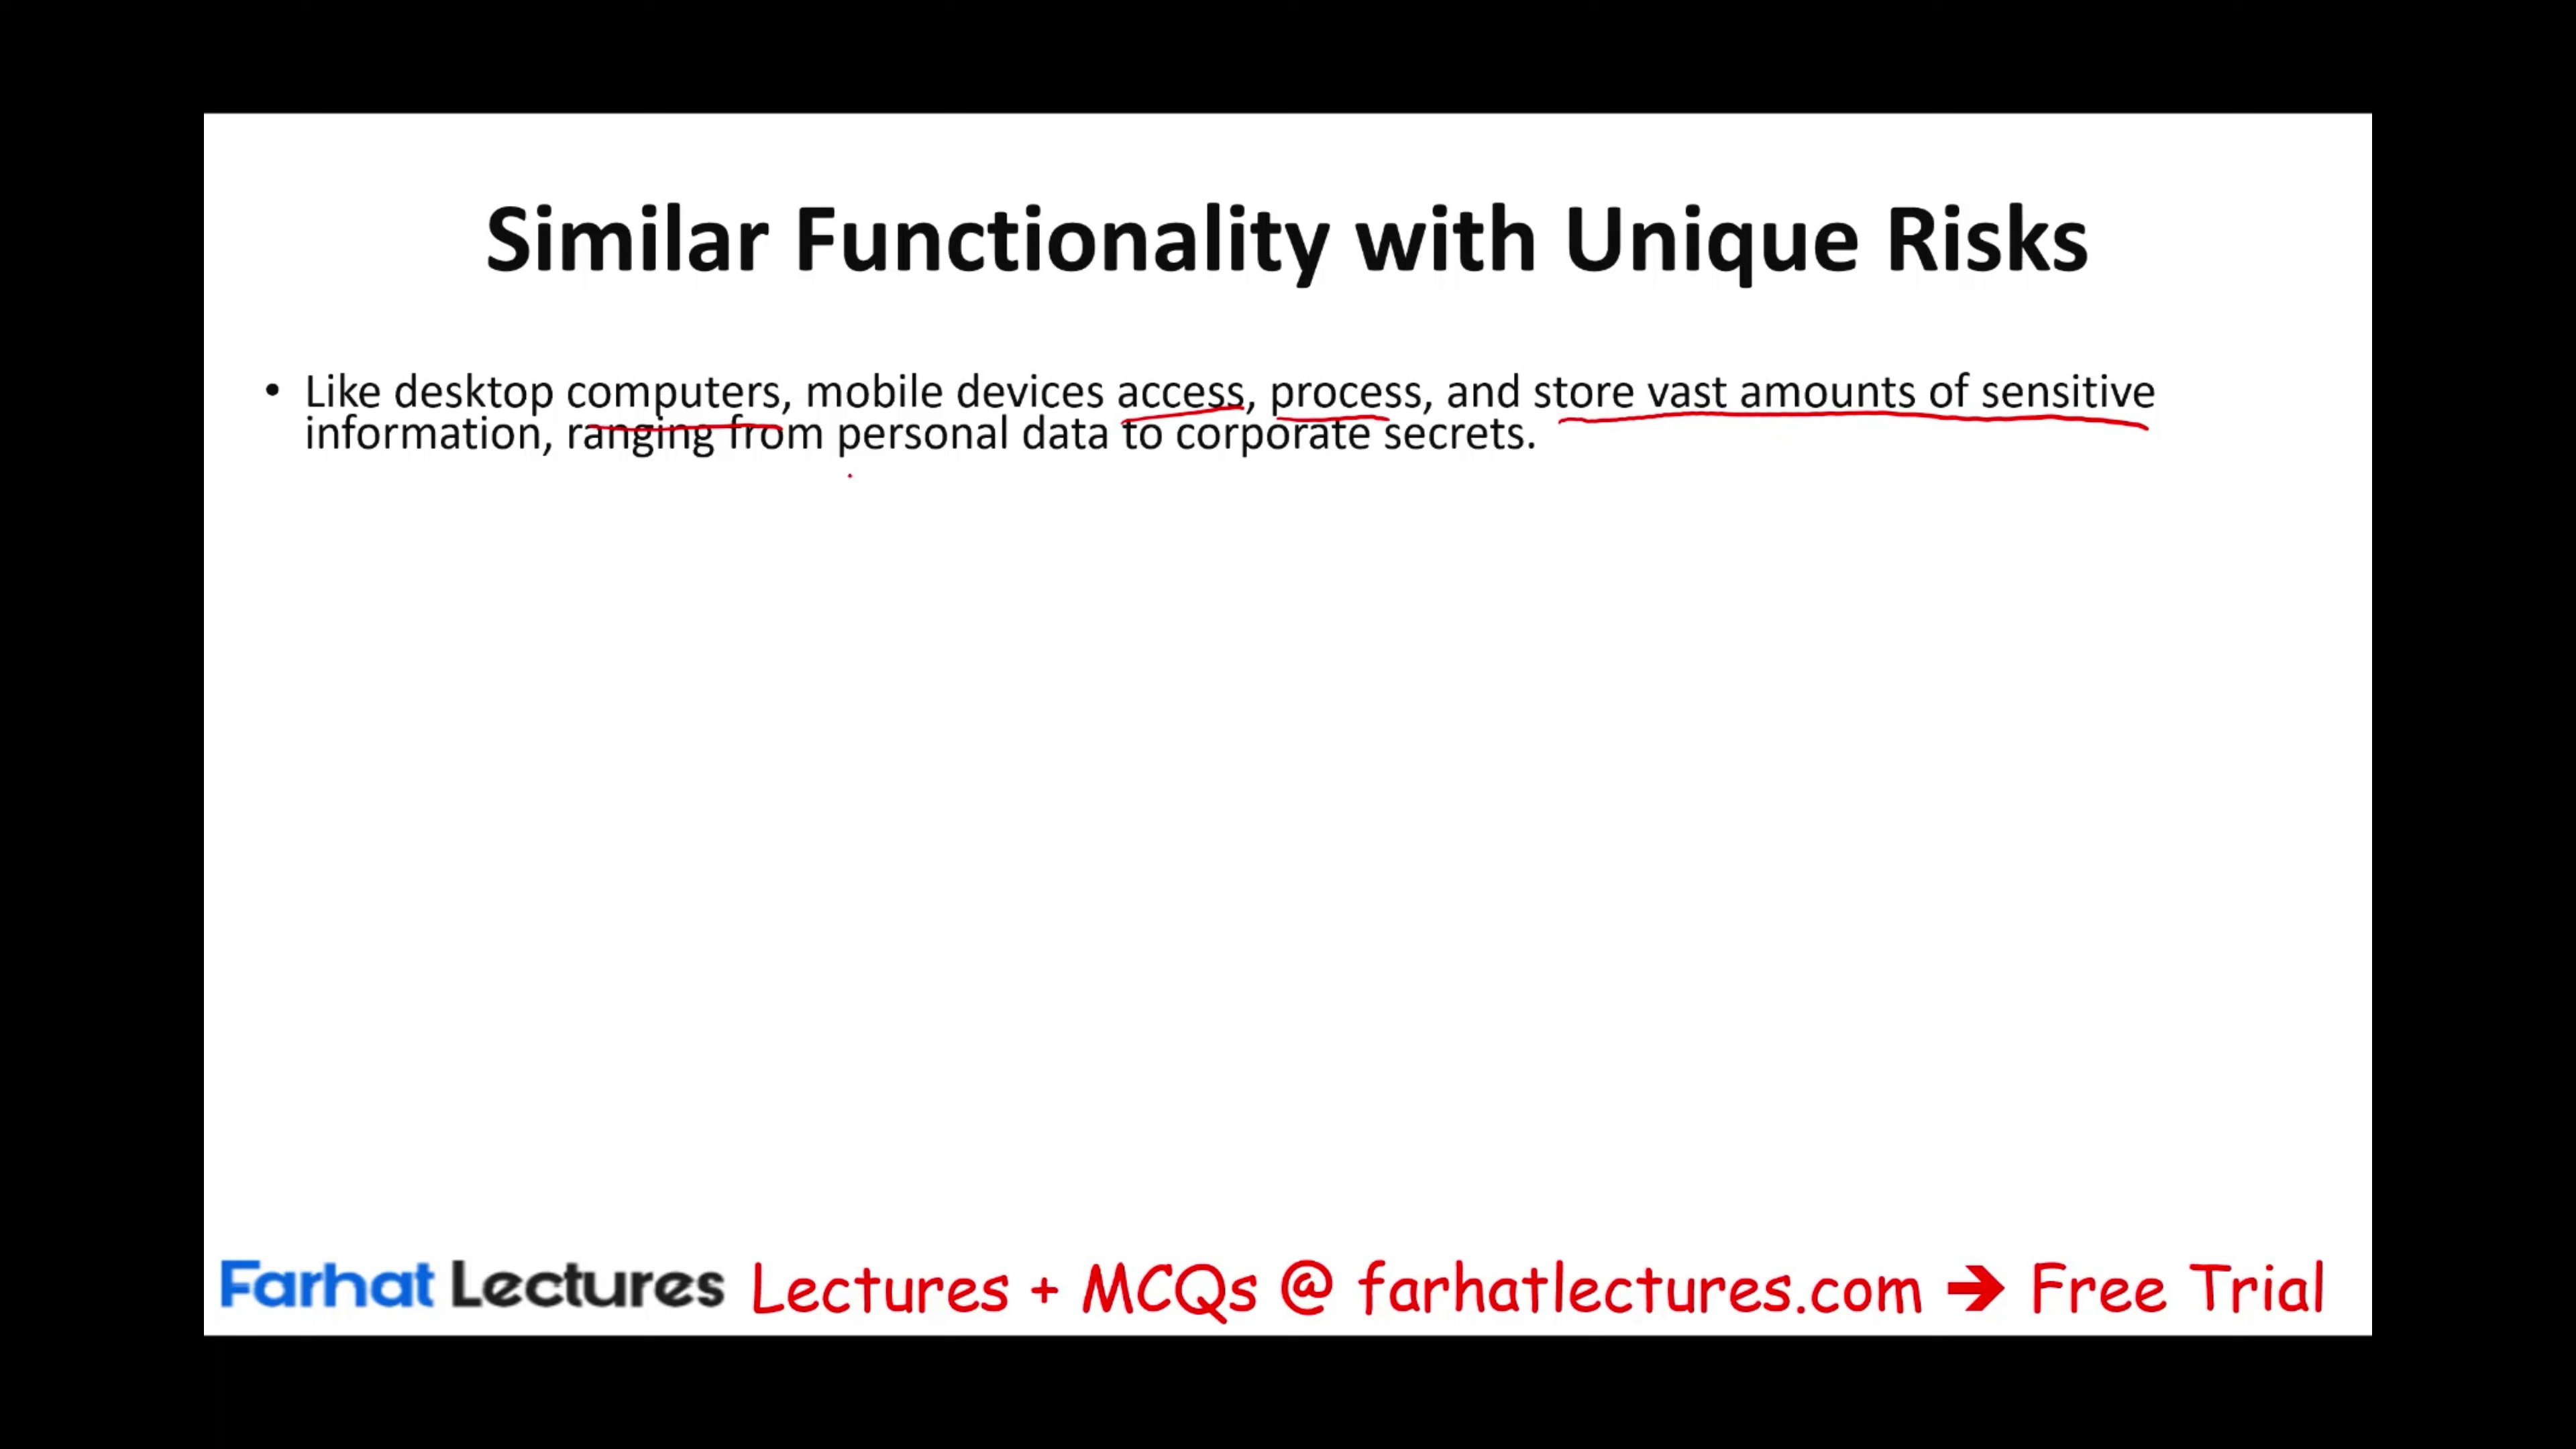 Similar Functionality with Unique Risks
• Like desktop computers, mobile devices access, process, and store vast amounts of sensitive
information, ranging from personal data to corporate secrets.
Farhat Lectures Lectures + MCQs @ farhatlectures.com ➔ Free Trial